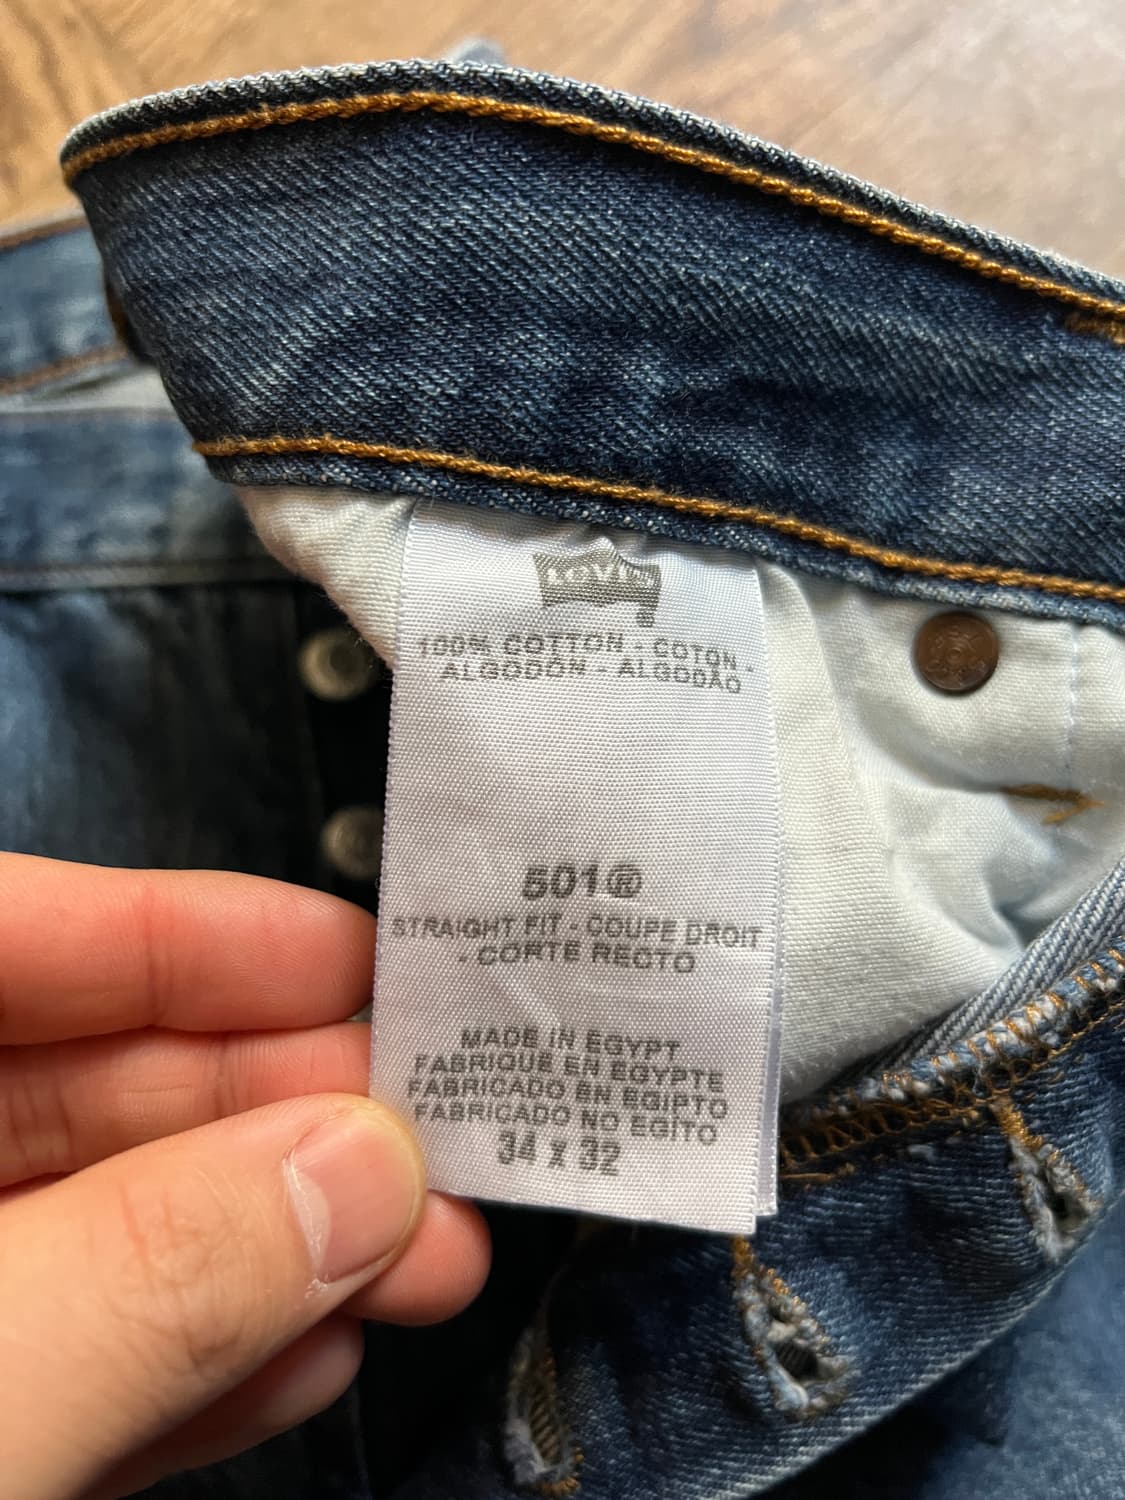 LEVI'S
100% COTTON - COTON -
ALGODON - ALGODÃO
501®
STRAIGHT FIT - COUPE DROIT
- CORTE RECTO
MADE IN EGYPT
FABRIQUE EN EGYPTE
FABRICADO EN EGIPTO
FABRICADO NO EGITO
34 x 32